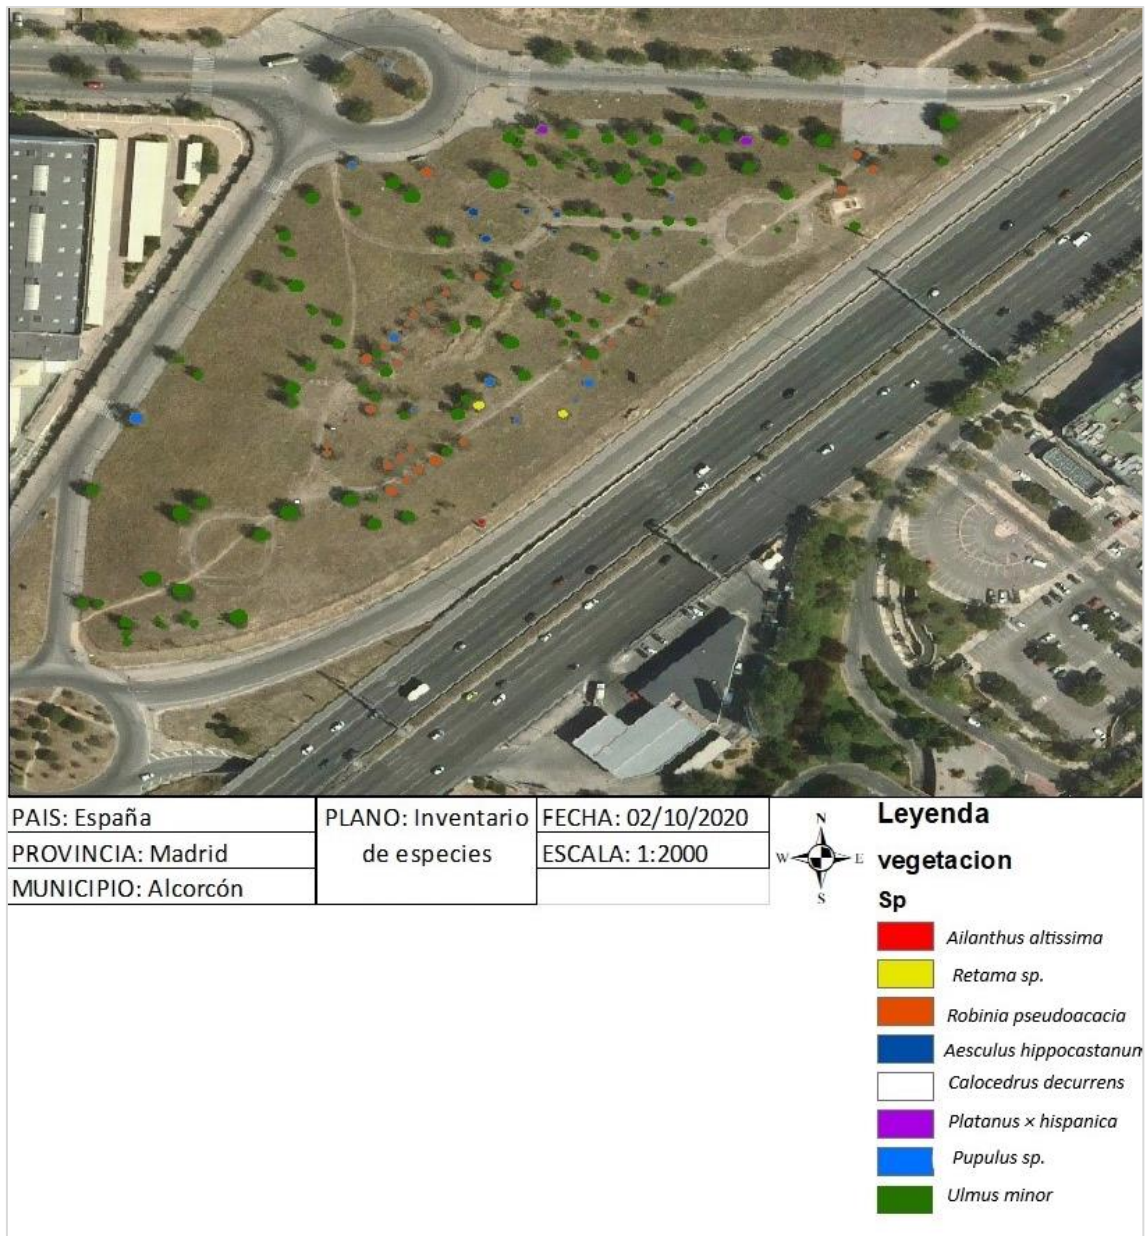 PAIS: España
PROVINCIA: Madrid
MUNICIPIO: Alcorcón
PLANO: Inventario
de especies
FECHA: 02/10/2020
ESCALA: 1:2000
N
W
E
S
Leyenda
vegetacion
Sp
Ailanthus altissima
Retama sp.
Robinia pseudoacacia
Aesculus hippocastanum
Calocedrus decurrens
Platanus × hispanica
Pupulus sp.
Ulmus minor